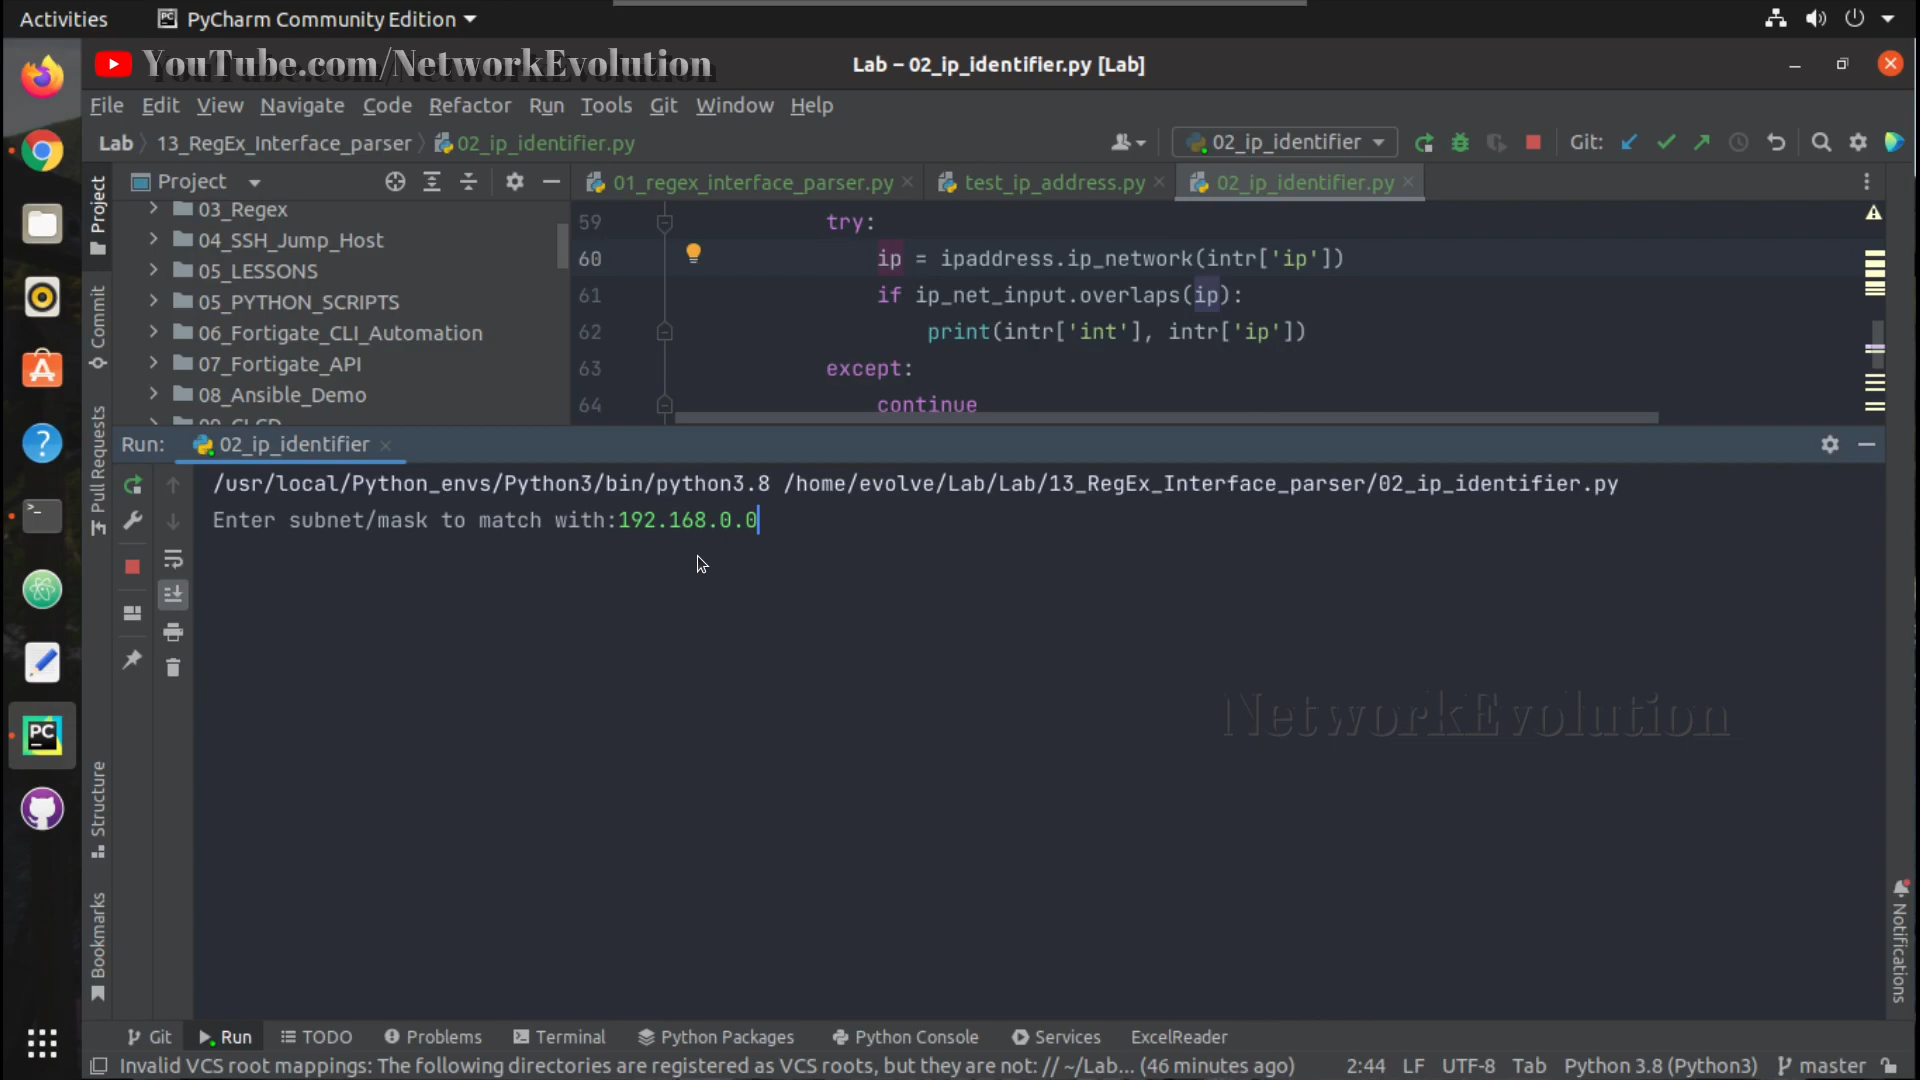 Activities
PyCharm Community Edition
YouTube.com/NetworkEvolution
Lab – 02_ip_identifier.py [Lab]
File Edit View Navigate Code Refactor Run Tools Git Window Help
Lab 13_RegEx_Interface_parser 02_ip_identifier.py
02_ip_identifier
Git:
Project
01_regex_interface_parser.py
test_ip_address.py
02_ip_identifier.py
Project
Commit
Pull Requests
Structure
Bookmarks
03_Regex
04_SSH_Jump_Host
05_LESSONS
05_PYTHON_SCRIPTS
06_Fortigate_CLI_Automation
07_Fortigate_API
08_Ansible_Demo
59 try:
60 ip = ipaddress.ip_network(intr['ip'])
61 if ip_net_input.overlaps(ip):
62 print(intr['int'], intr['ip'])
63 except:
64 continue
Run: 02_ip_identifier
/usr/local/Python_envs/Python3/bin/python3.8 /home/evolve/Lab/Lab/13_RegEx_Interface_parser/02_ip_identifier.py
Enter subnet/mask to match with:192.168.0.0
NetworkEvolution
Notifications
Git Run TODO Problems Terminal Python Packages Python Console Services ExcelReader
Invalid VCS root mappings: The following directories are registered as VCS roots, but they are not: // ~/Lab... (46 minutes ago)
2:44 LF UTF-8 Tab Python 3.8 (Python3) master